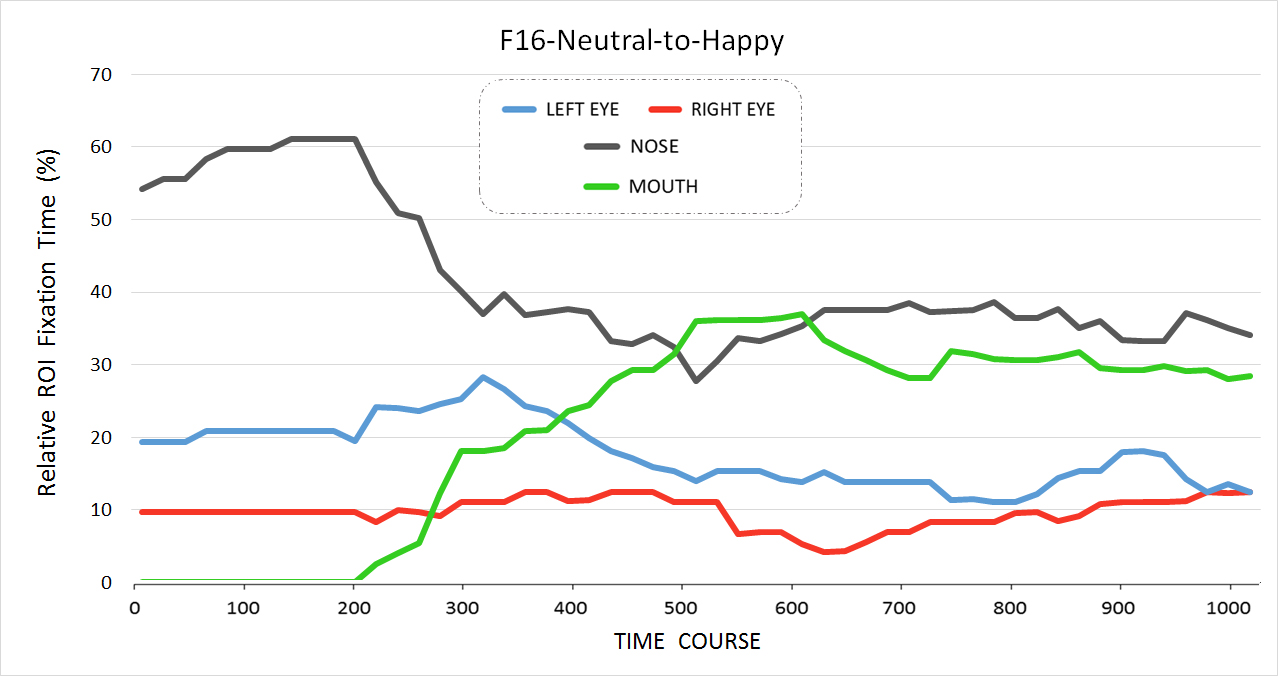 F16-Neutral-to-Happy
70
60
50
40
30
20
10
0
Relative ROI Fixation Time (%)
LEFT EYE RIGHT EYE
NOSE
MOUTH
0 100 200 300 400 500 600 700 800 900 1000
TIME COURSE